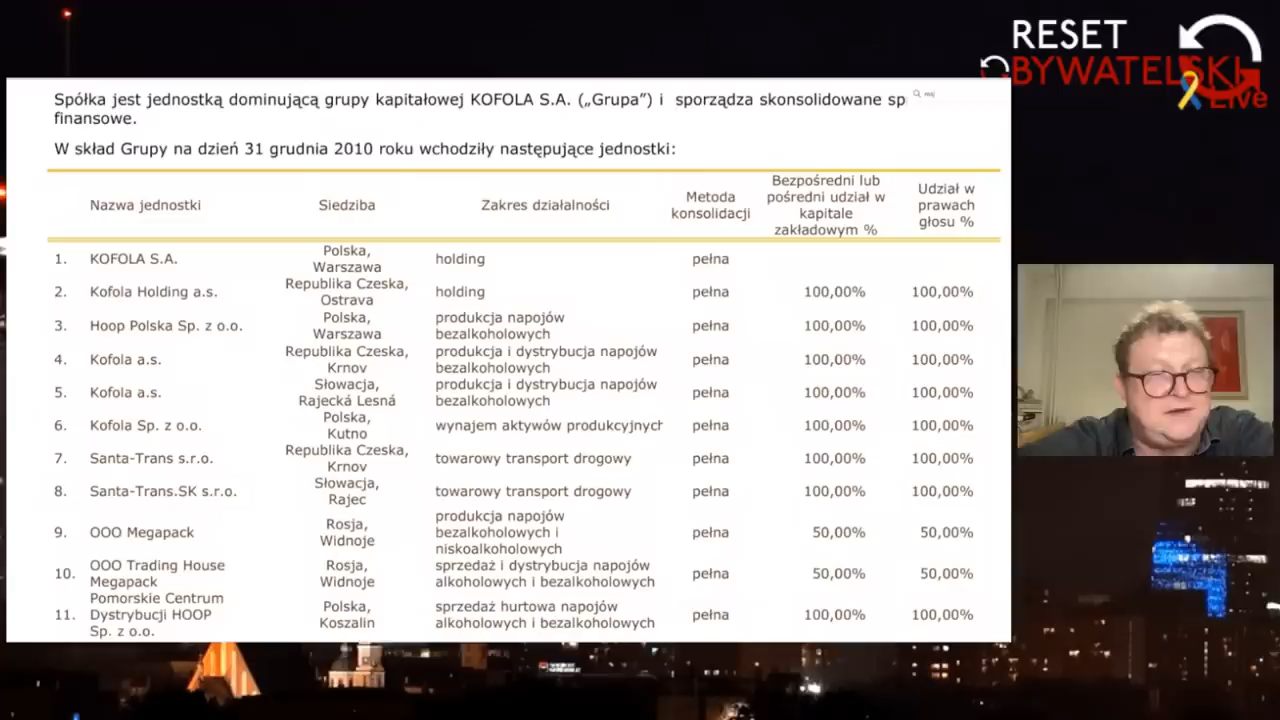 RESET
OBYWATELSKI
Live
Spółka jest jednostką dominującą grupy kapitałowej KOFOLA S.A. („Grupa”) i sporządza skonsolidowane sp
finansowe.
W skład Grupy na dzień 31 grudnia 2010 roku wchodziły następujące jednostki:
Nazwa jednostki Siedziba Zakres działalności Metoda konsolidacji Bezpośredni lub pośredni udział w kapitale zakładowym % Udział w prawach głosu %
1. KOFOLA S.A. Polska, Warszawa holding pełna
2. Kofola Holding a.s. Republika Czeska, Ostrava holding pełna 100,00% 100,00%
3. Hoop Polska Sp. z o.o. Polska, Warszawa produkcja napojów bezalkoholowych pełna 100,00% 100,00%
4. Kofola a.s. Republika Czeska, Krnov produkcja i dystrybucja napojów bezalkoholowych pełna 100,00% 100,00%
5. Kofola a.s. Słowacja, Rajecká Lesná produkcja i dystrybucja napojów bezalkoholowych pełna 100,00% 100,00%
6. Kofola Sp. z o.o. Polska, Kutno wynajem aktywów produkcyjnych pełna 100,00% 100,00%
7. Santa-Trans s.r.o. Republika Czeska, Krnov towarowy transport drogowy pełna 100,00% 100,00%
8. Santa-Trans.SK s.r.o. Słowacja, Rajec towarowy transport drogowy pełna 100,00% 100,00%
9. OOO Megapack Rosja, Widnoje produkcja napojów bezalkoholowych i niskoalkoholowych pełna 50,00% 50,00%
10. OOO Trading House Megapack Rosja, Widnoje sprzedaż i dystrybucja napojów alkoholowych i bezalkoholowych pełna 50,00% 50,00%
11. Pomorskie Centrum Dystrybucji HOOP Sp. z o.o. Polska, Koszalin sprzedaż hurtowa napojów alkoholowych i bezalkoholowych pełna 100,00% 100,00%